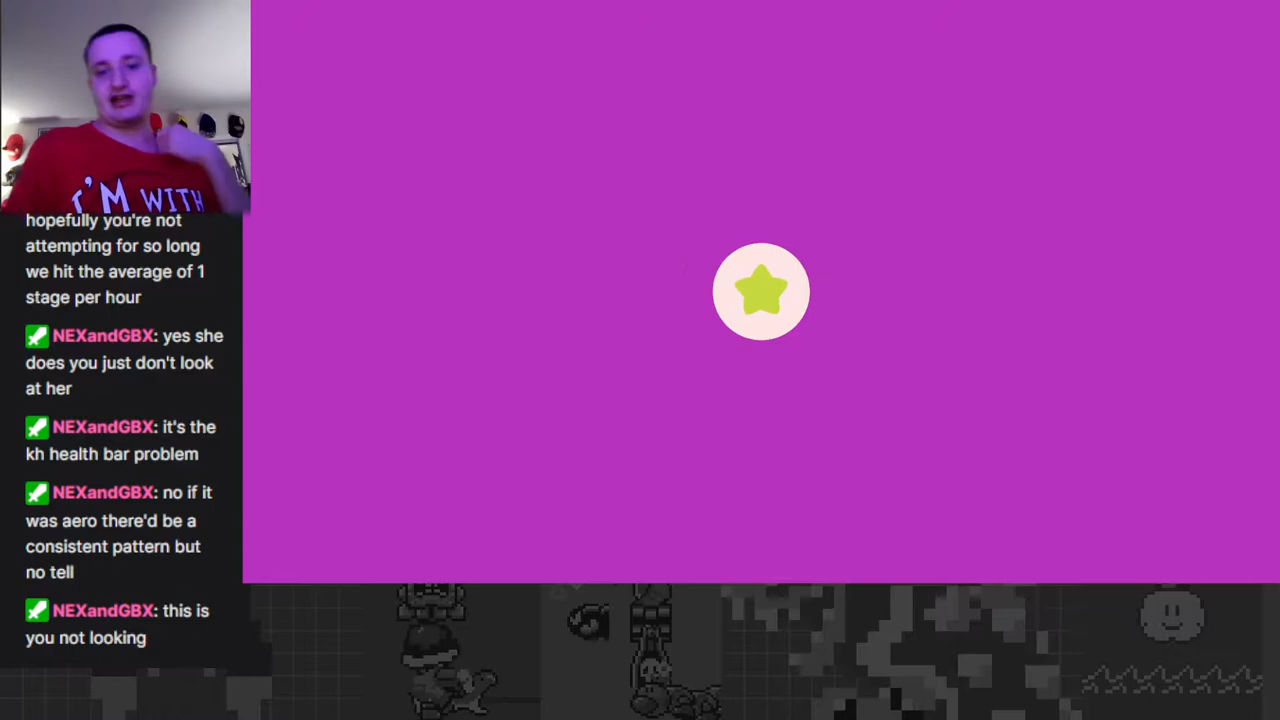 I'M WITH
hopefully you're not
attempting for so long
we hit the average of 1
stage per hour
NEXandGBX: yes she
does you just don't look
at her
NEXandGBX: it's the
kh health bar problem
NEXandGBX: no if it
was aero there'd be a
consistent pattern but
no tell
NEXandGBX: this is
you not looking